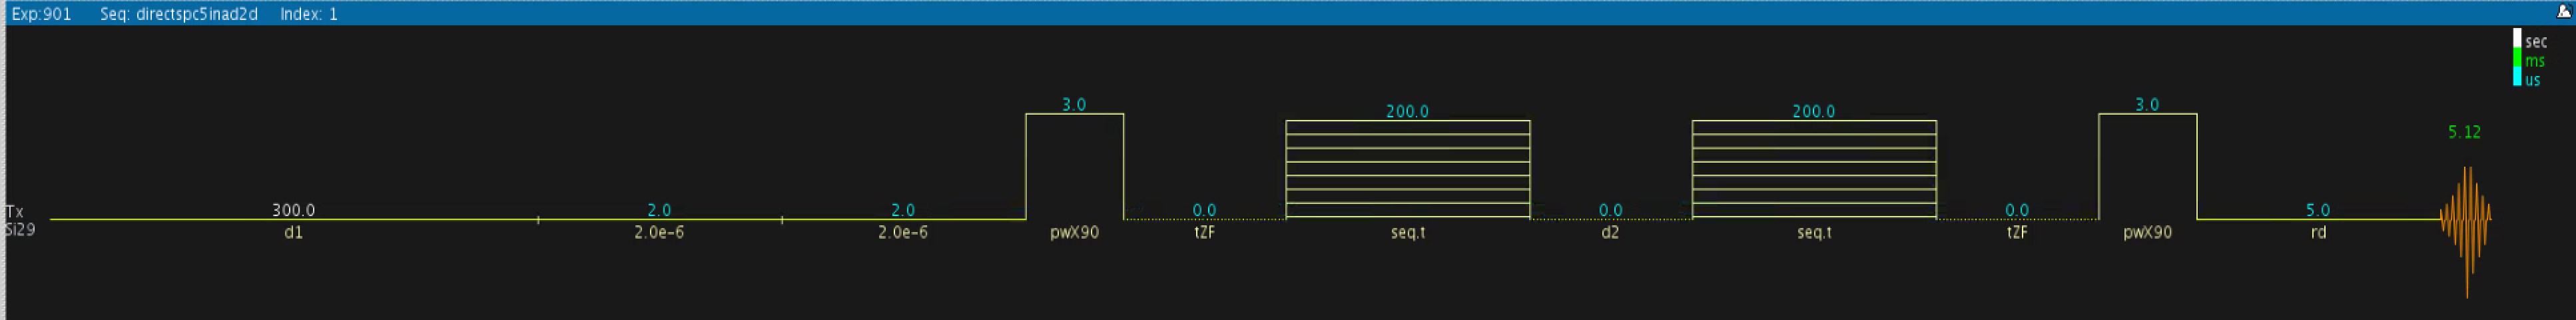 Exp:901 Seq: directspc5inad2d Index: 1
sec
ms
us
3.0 200.0 200.0 3.0 5.12
Tx 300.0 2.0 2.0 0.0 0.0 0.0 5.0
Si29 d1 2.0e-6 2.0e-6 pwX90 tZF seq.t d2 seq.t tZF pwX90 rd